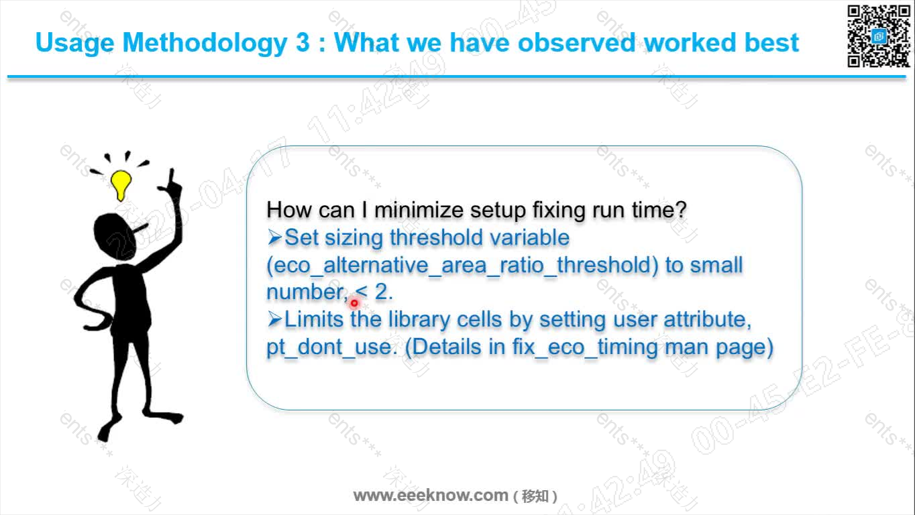 Usage Methodology 3 : What we have observed worked best
How can I minimize setup fixing run time?
➢Set sizing threshold variable
(eco_alternative_area_ratio_threshold) to small
number, < 2.
➢Limits the library cells by setting user attribute,
pt_dont_use. (Details in fix_eco_timing man page)
www.eeeknow.com ( 移知 )